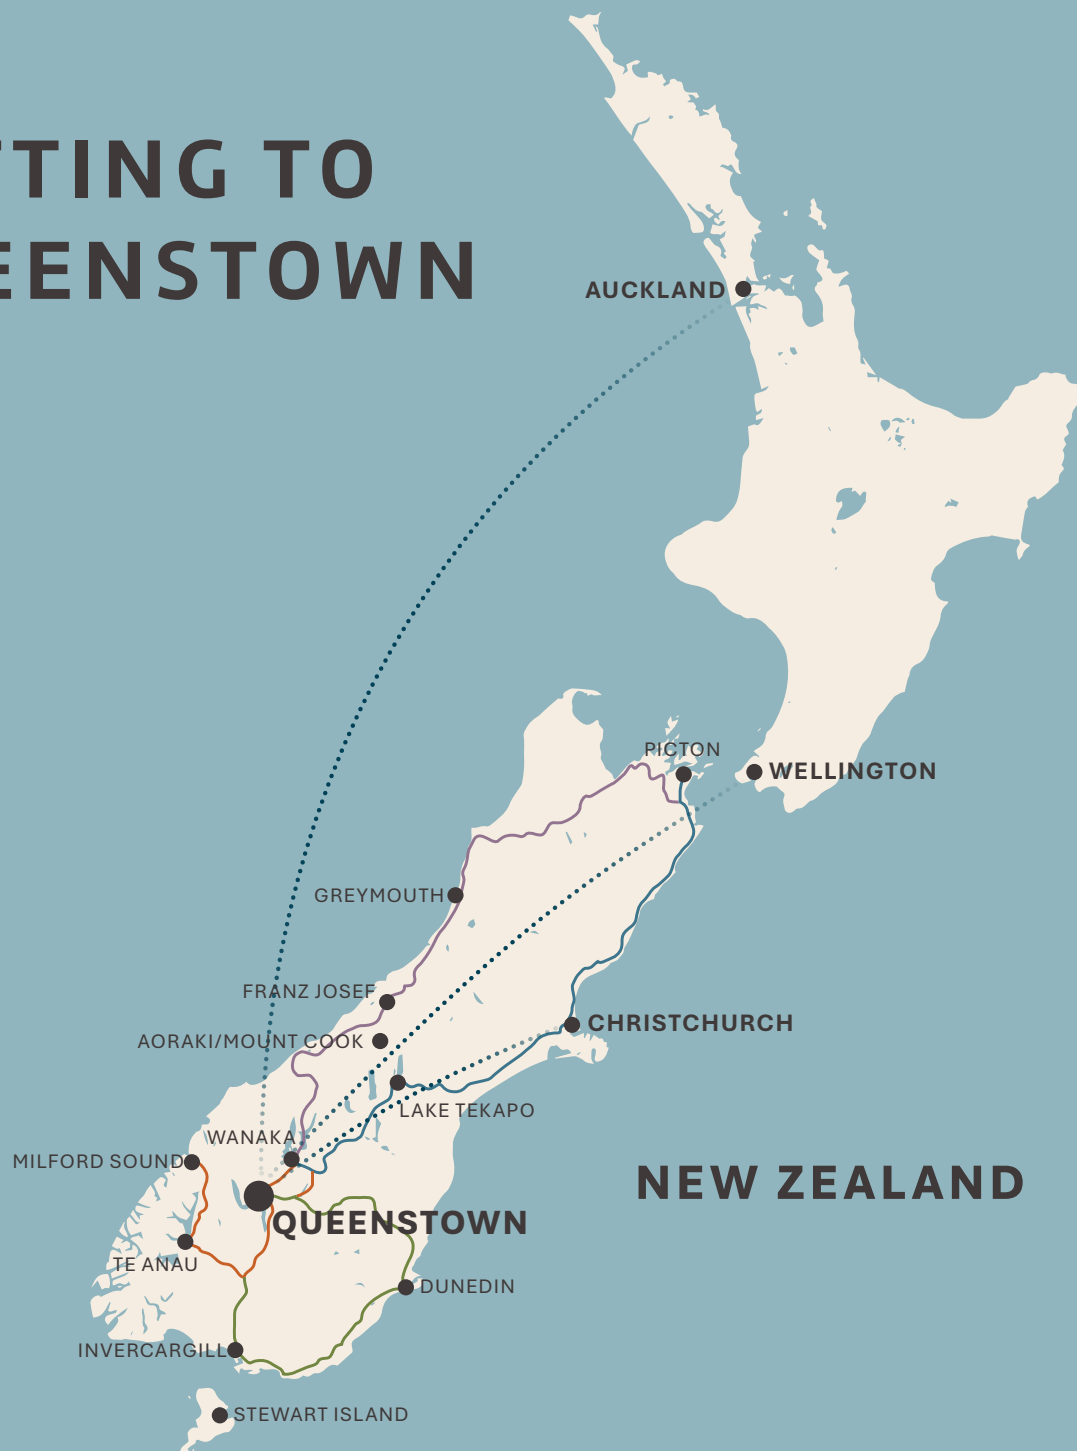 TTING TO
EENSTOWN
AUCKLAND
PICTON
WELLINGTON
GREYMOUTH
FRANZ JOSEF
CHRISTCHURCH
AORAKI/MOUNT COOK
LAKE TEKAPO
WANAKA
MILFORD SOUND
NEW ZEALAND
QUEENSTOWN
TE ANAU
DUNEDIN
INVERCARGILL
STEWART ISLAND